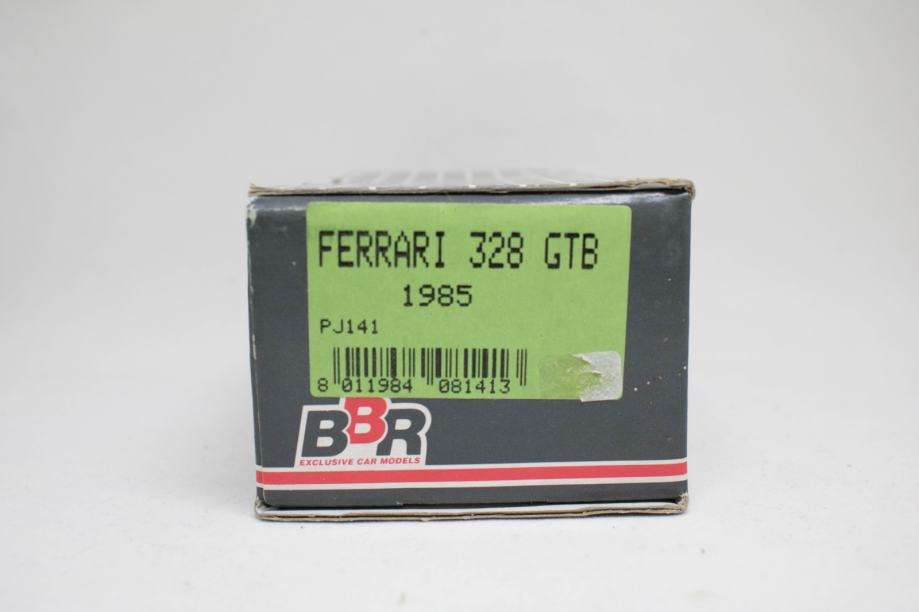 FERRARI 328 GTB
1985
PJ141
8 011984 081413
BBR
EXCLUSIVE CAR MODELS